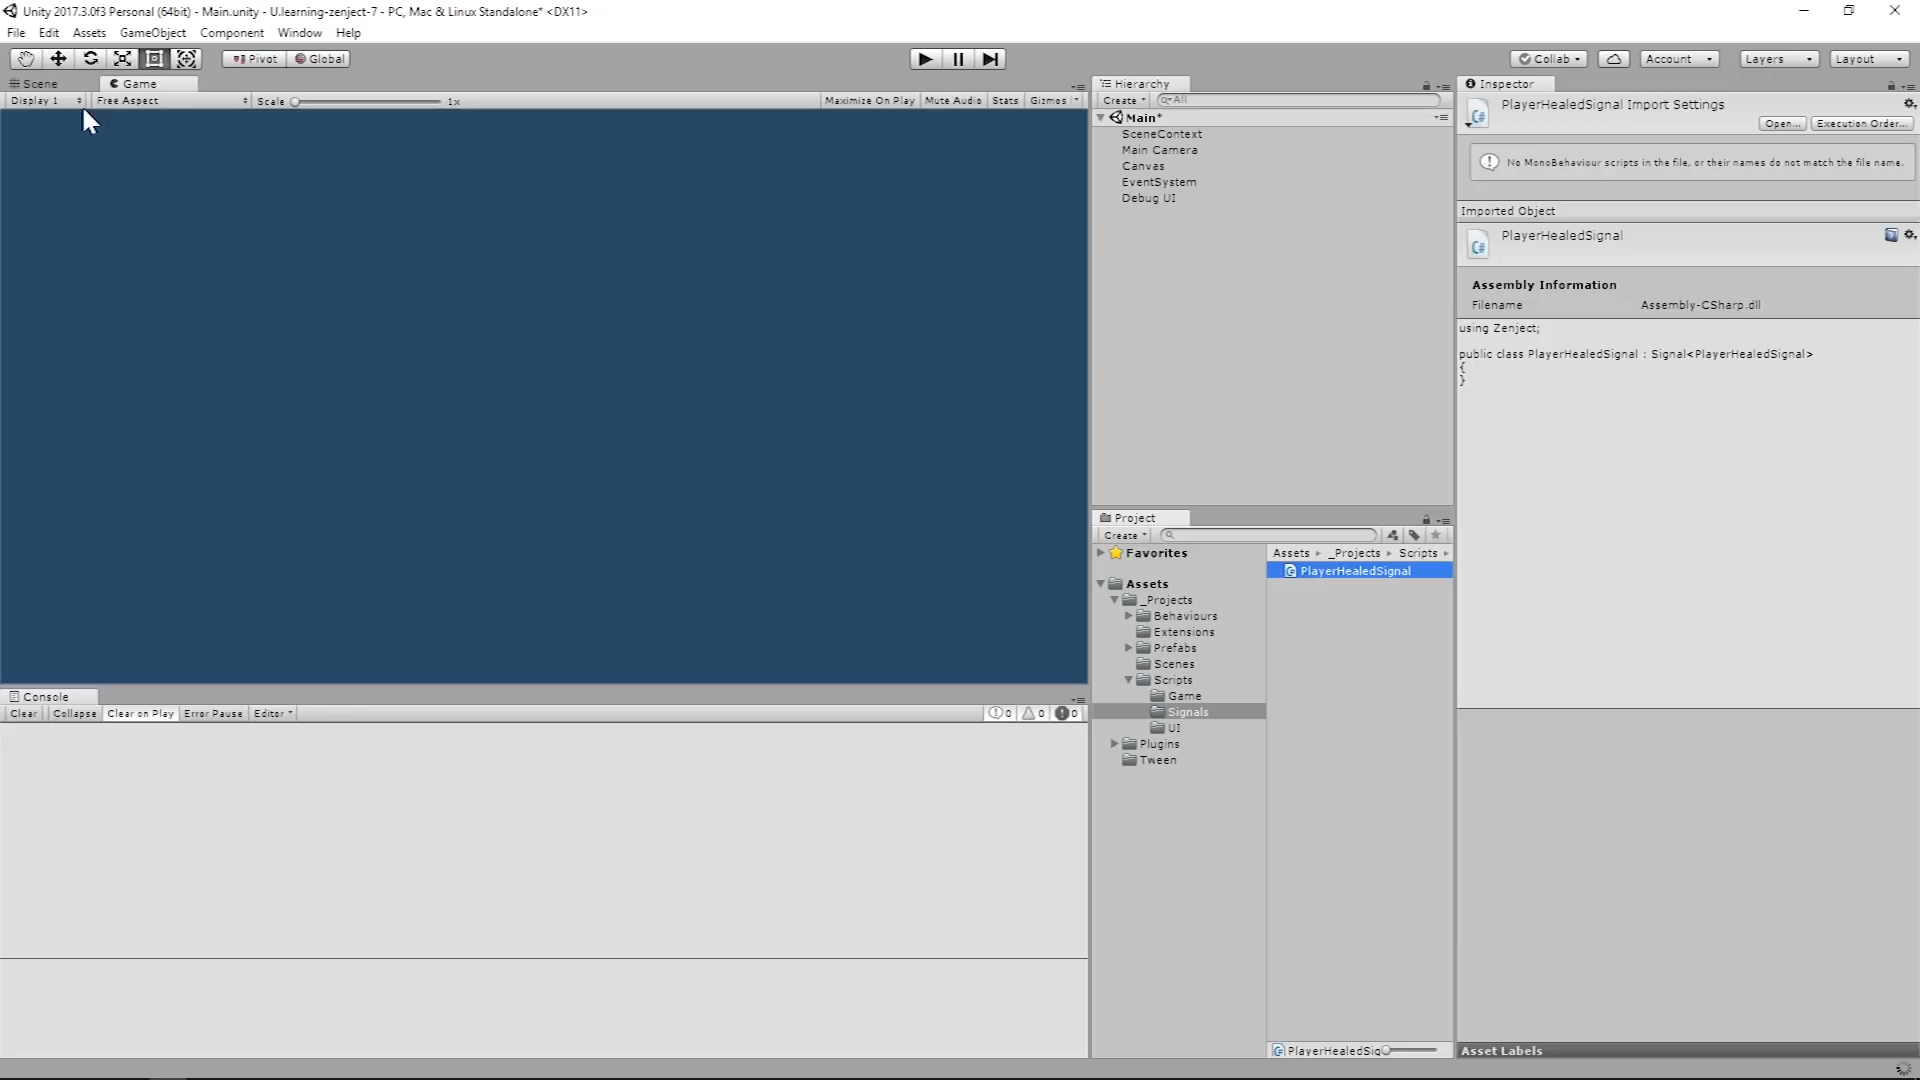 Unity 2017.3.0f3 Personal (64bit) - Main.unity - U.learning-zenject-7 - PC, Mac & Linux Standalone* <DX11>
File Edit Assets GameObject Component Window Help
Pivot Global Collab Account Layers Layout
Scene Game
Display 1 Free Aspect Scale 1x Maximize On Play Mute Audio Stats Gizmos
Hierarchy
Create All
Main*
SceneContext
Main Camera
Canvas
EventSystem
Debug UI
Project
Create
Favorites
Assets
_Projects
Behaviours
Extensions
Prefabs
Scenes
Scripts
Game
Signals
UI
Plugins
Tween
Assets _Projects Scripts
PlayerHealedSignal
PlayerHealedSig
Console
Clear Collapse Clear on Play Error Pause Editor 0 0 0
Inspector
C# PlayerHealedSignal Import Settings
Open... Execution Order...
No MonoBehaviour scripts in the file, or their names do not match the file name.
Imported Object
C# PlayerHealedSignal
Assembly Information
Filename Assembly-CSharp.dll
using Zenject;
public class PlayerHealedSignal : Signal<PlayerHealedSignal>
{
}
Asset Labels